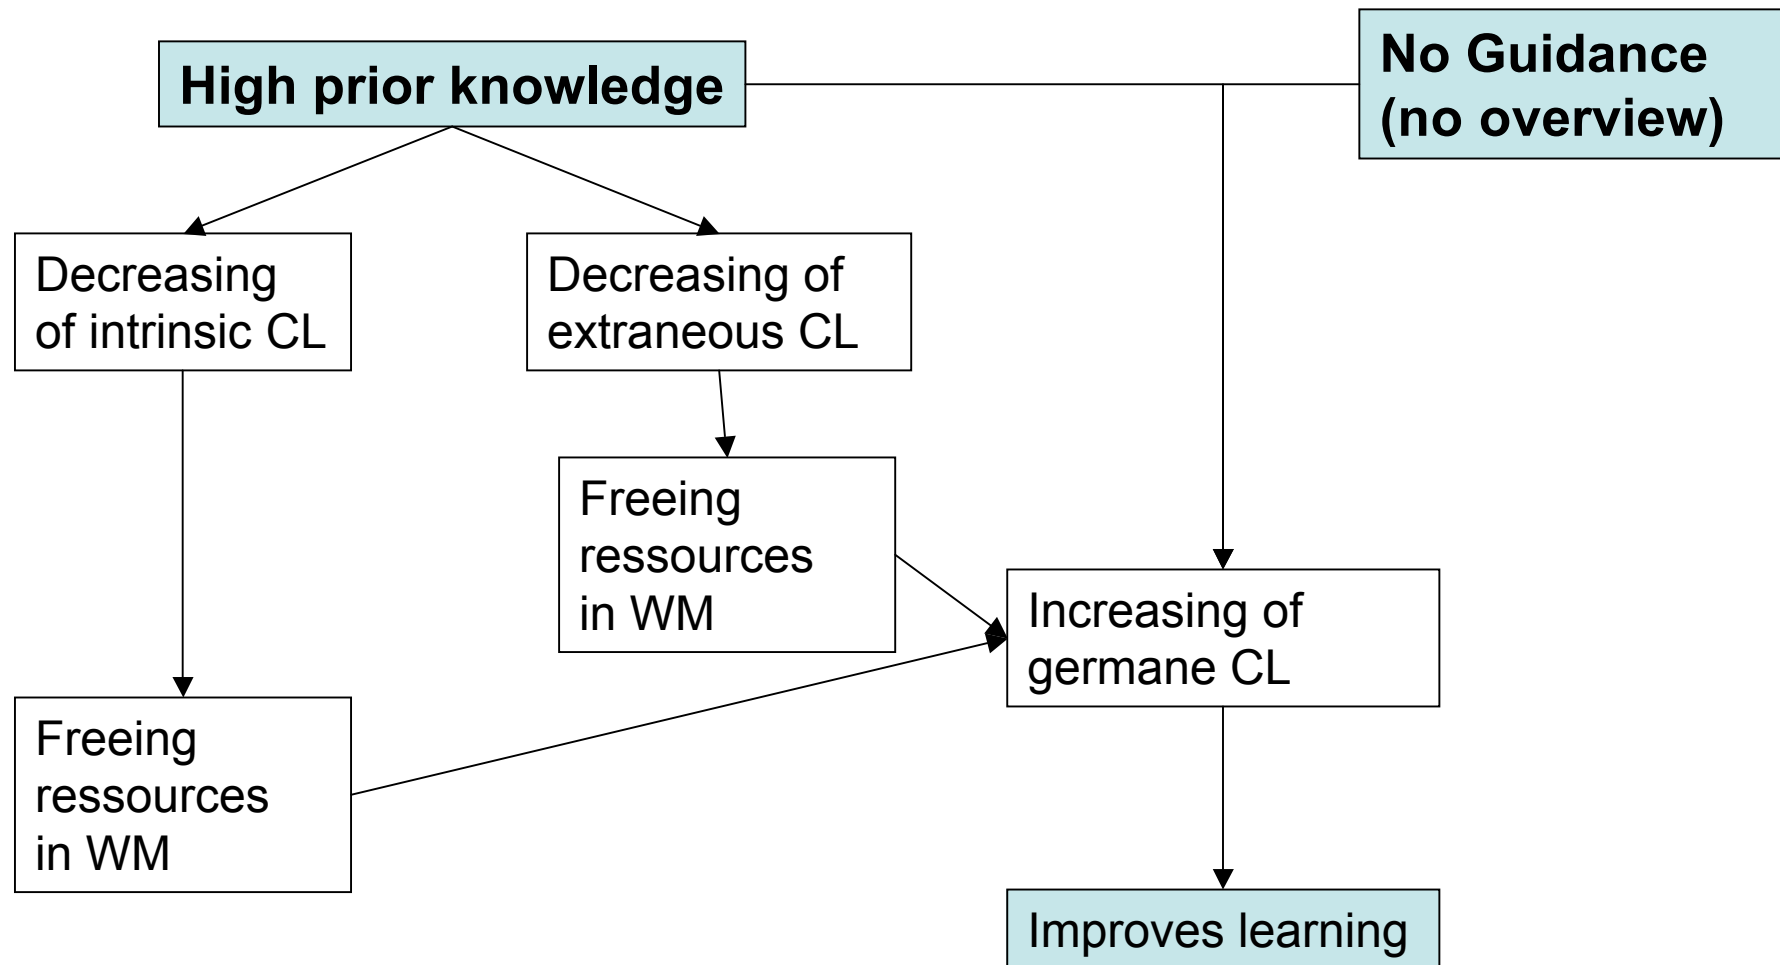 High prior knowledge
No Guidance
(no overview)
Decreasing
of intrinsic CL
Decreasing of
extraneous CL
Freeing
ressources
in WM
Increasing of
germane CL
Freeing
ressources
in WM
Improves learning